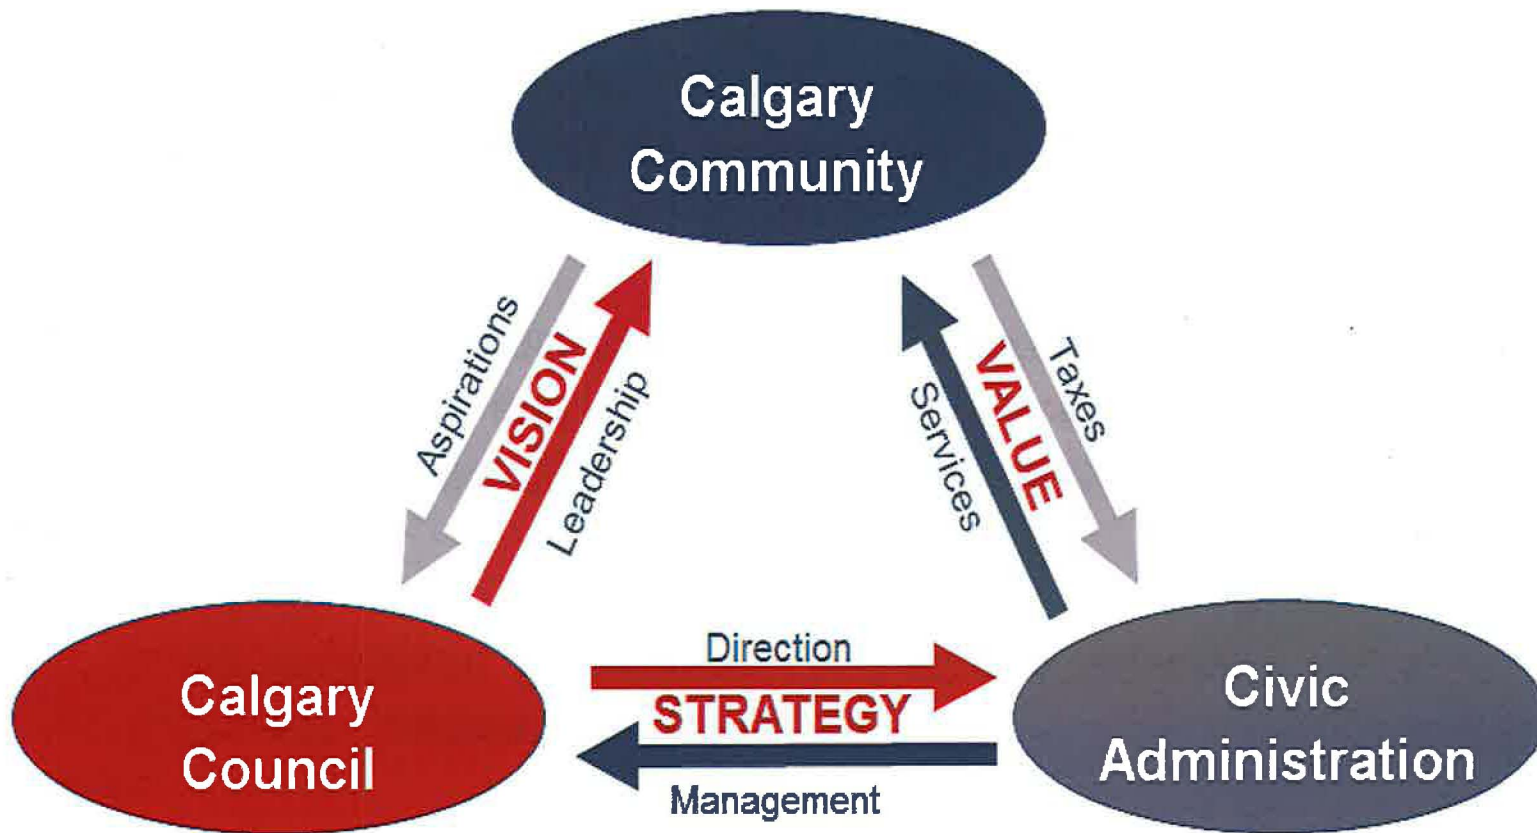 Calgary
Community
Aspirations
VISION
Leadership
Services
VALUE
Taxes
Direction
STRATEGY
Management
Calgary
Council
Civic
Administration